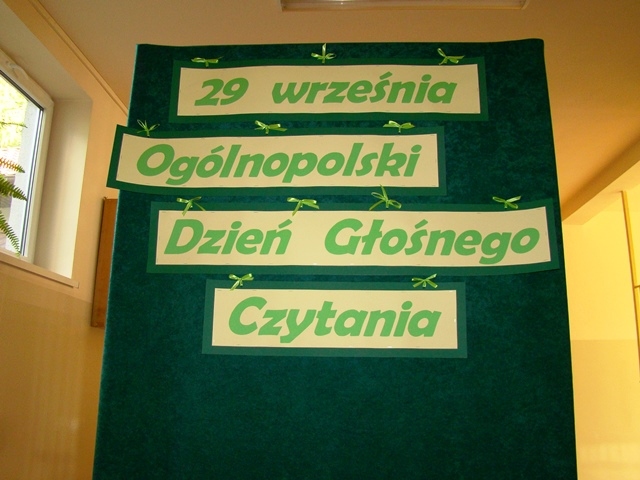 29 września
Ogólnopolski
Dzień Głośnego
Czytania